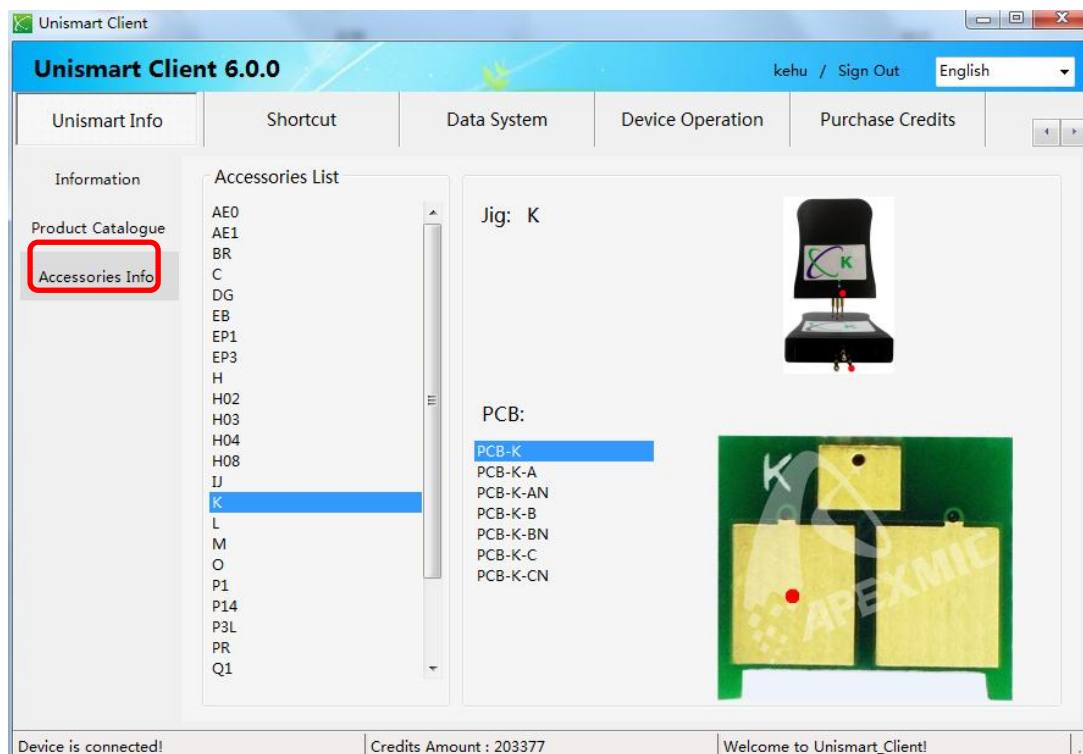 Unismart Client
Unismart Client 6.0.0
kehu / Sign Out
English
Unismart Info
Shortcut
Data System
Device Operation
Purchase Credits
Information
Product Catalogue
Accessories Info
Accessories List
AE0
AE1
BR
C
DG
EB
EP1
EP3
H
H02
H03
H04
H08
IJ
K
L
M
O
P1
P14
P3L
PR
Q1
Jig: K
K
K
PCB:
PCB-K
PCB-K-A
PCB-K-AN
PCB-K-B
PCB-K-BN
PCB-K-C
PCB-K-CN
K
APEXMIC
Device is connected!
Credits Amount : 203377
Welcome to Unismart_Client!